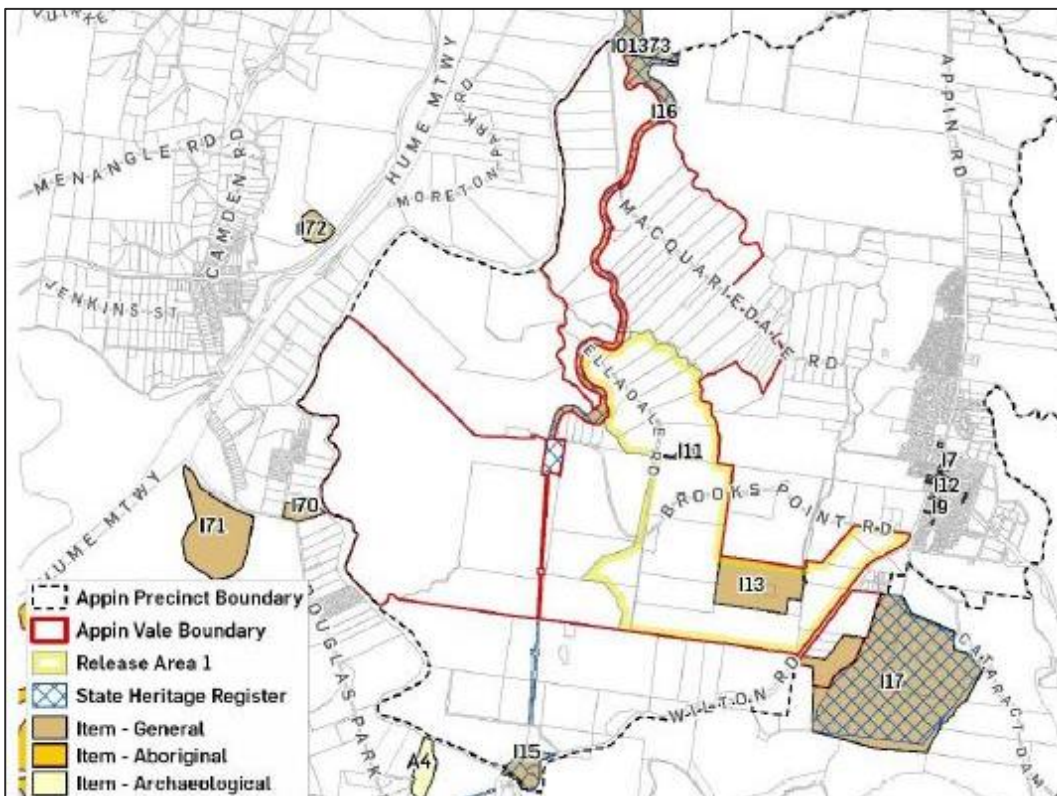 I01373
HUME MTWY
APPIN RD
MENANGLE RD
CAMDEN RD
MORETON PARK RD
I16
I72
MACQUARIEDALE RD
JENKINS ST
ELLADALE RD
I11
I7
I12
I9
BROOKS POINT RD
I71
I70
HUME MTWY
I13
DOUGLAS PARK
CATARACT DAM
WILTON RD
I17
I15
A4
Appin Precinct Boundary
Appin Vale Boundary
Release Area 1
State Heritage Register
Item - General
Item - Aboriginal
Item - Archaeological